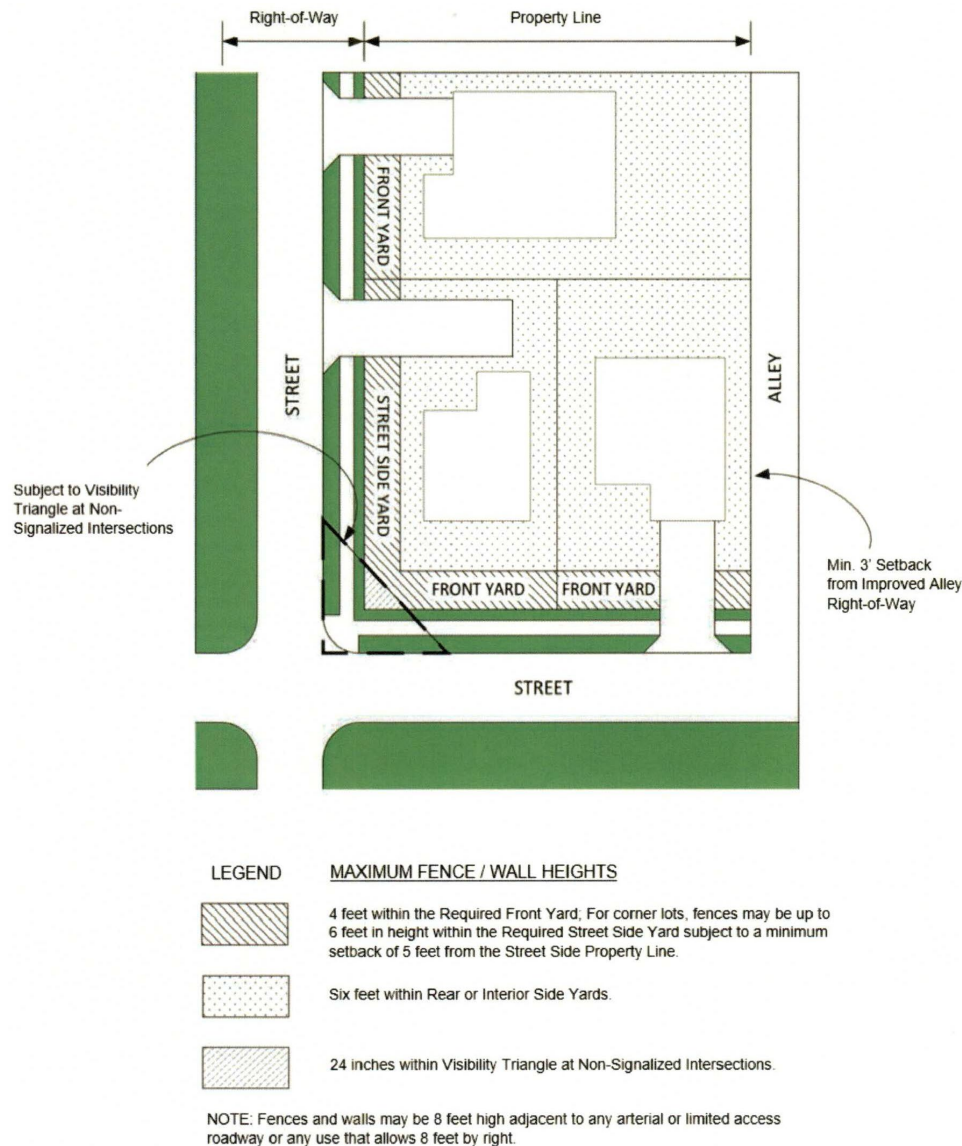 Right-of-Way
Property Line
FRONT YARD
STREET
STREET SIDE YARD
ALLEY
Subject to Visibility
Triangle at Non-
Signalized Intersections
Min. 3' Setback
from Improved Alley
Right-of-Way
FRONT YARD
FRONT YARD
STREET
LEGEND
MAXIMUM FENCE / WALL HEIGHTS
4 feet within the Required Front Yard; For corner lots, fences may be up to
6 feet in height within the Required Street Side Yard subject to a minimum
setback of 5 feet from the Street Side Property Line.
Six feet within Rear or Interior Side Yards.
24 inches within Visibility Triangle at Non-Signalized Intersections.
NOTE: Fences and walls may be 8 feet high adjacent to any arterial or limited access
roadway or any use that allows 8 feet by right.